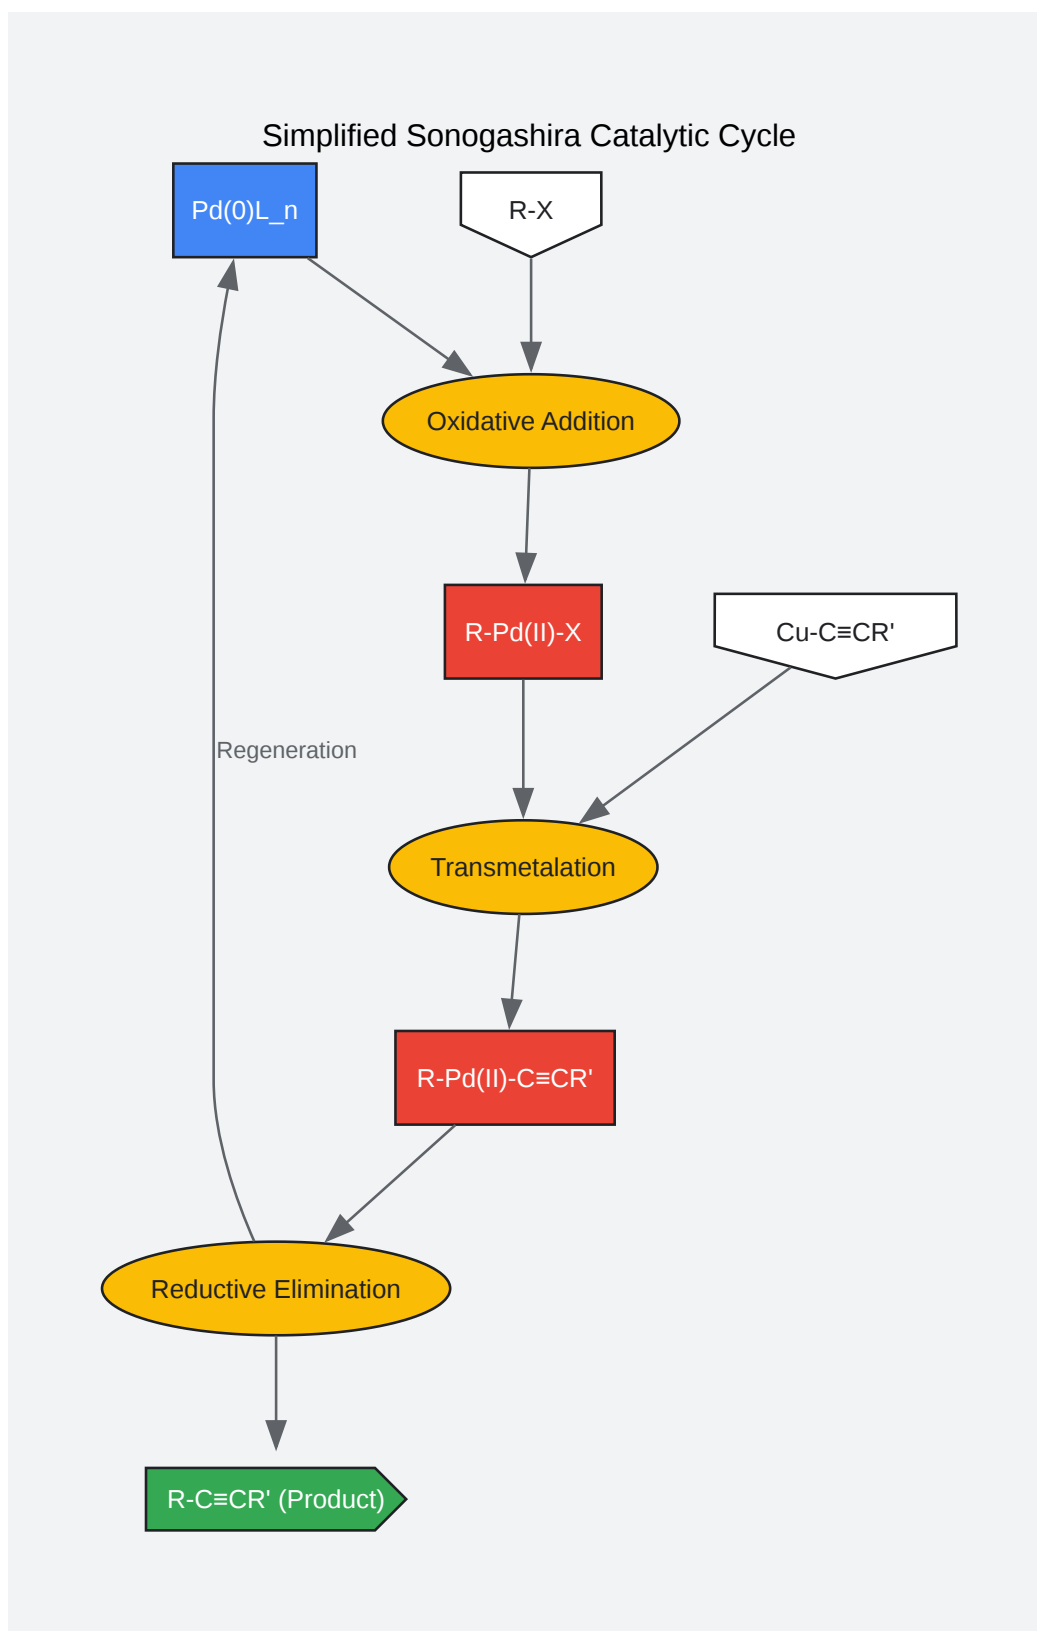 Simplified Sonogashira Catalytic Cycle
Pd(0)L_n
R-X
Oxidative Addition
R-Pd(II)-X
Cu-C≡CR'
Regeneration
Transmetalation
R-Pd(II)-C≡CR'
Reductive Elimination
R-C≡CR' (Product)